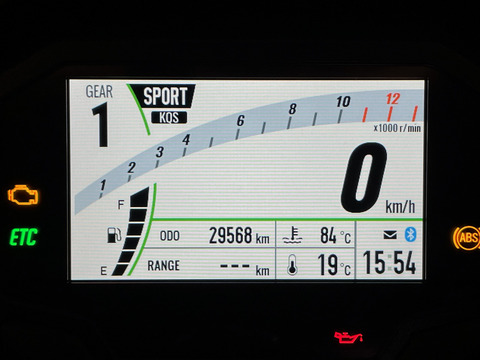 GEAR
1
SPORT
KQS
1 2 3 4 6 8 10 12
x1000 r/min
0 km/h
F
E
ETC
ABS
ODO 29568 km
84 °C
RANGE --- km
19 °C
15:54